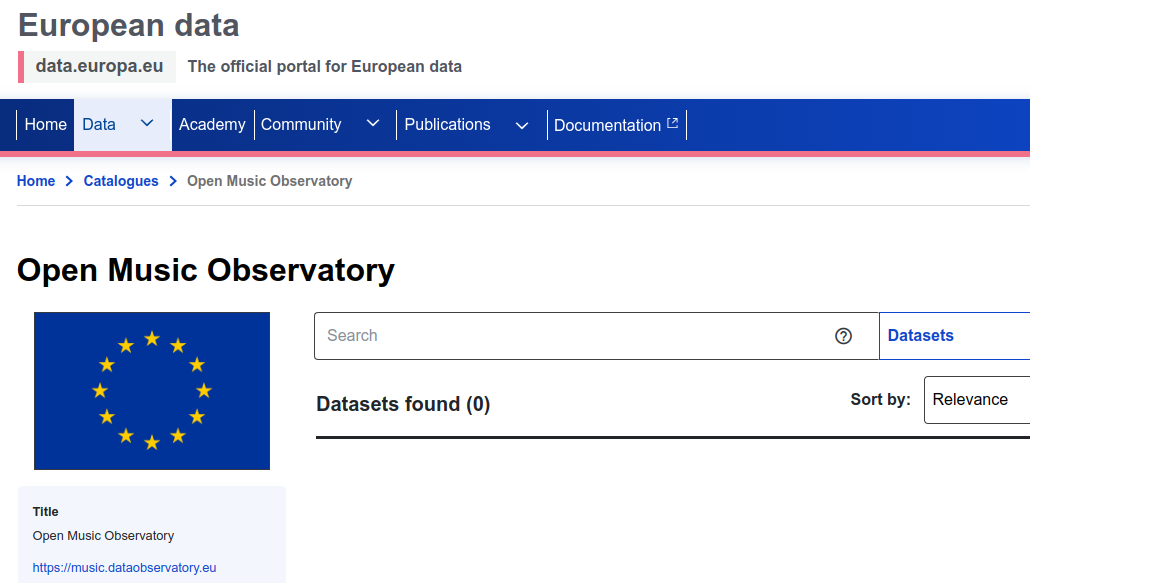 European data
data.europa.eu The official portal for European data
Home Data Academy Community Publications Documentation
Home Catalogues Open Music Observatory
Open Music Observatory
Search ? Datasets
Datasets found (0) Sort by: Relevance
Title
Open Music Observatory
https://music.dataobservatory.eu